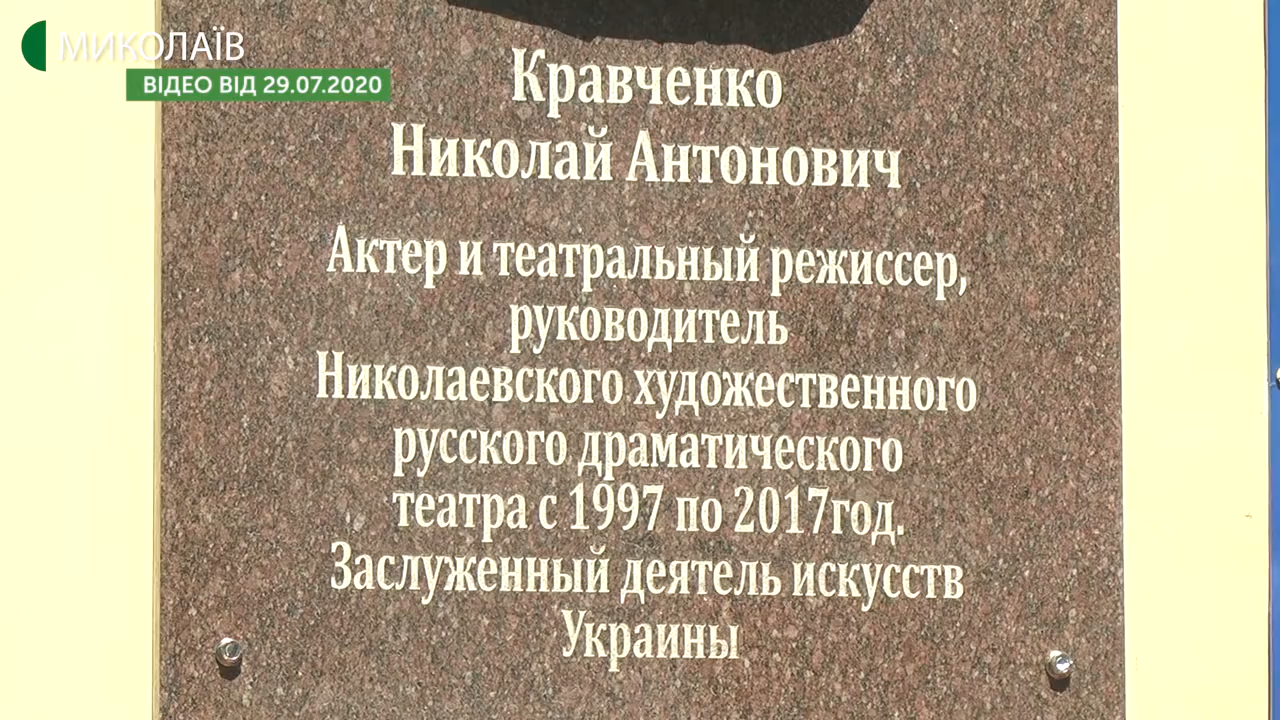 МИКОЛАЇВ
ВІДЕО ВІД 29.07.2020
Кравченко
Николай Антонович
Актер и театральный режиссер,
руководитель
Николаевского художественного
русского драматического
театра с 1997 по 2017год.
Заслуженный деятель искусств
Украины